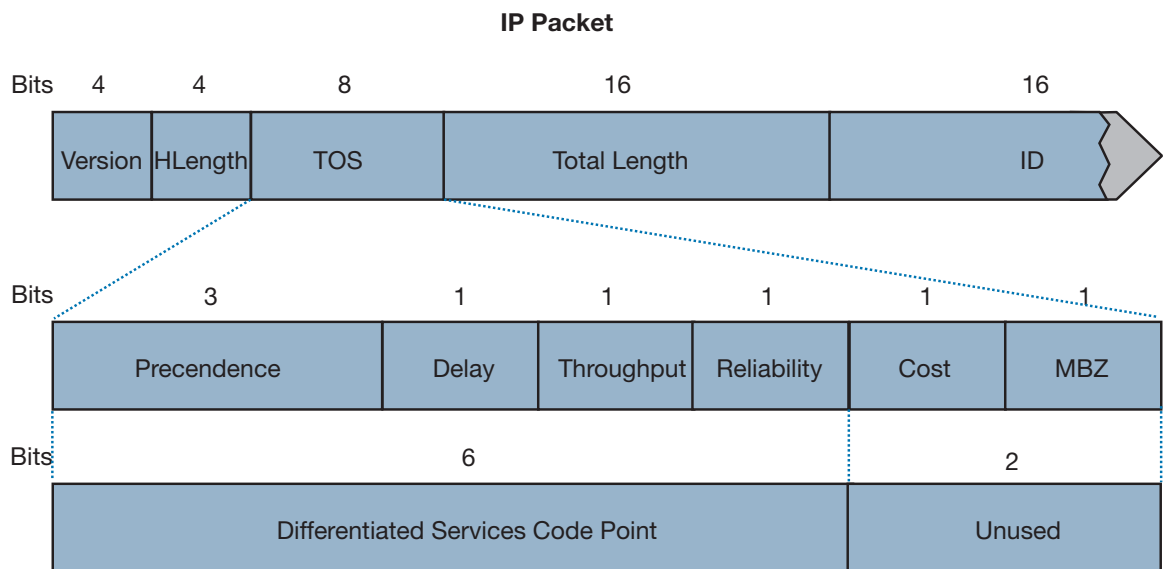 IP Packet
Bits 4 4 8 16 16
Version HLength TOS Total Length ID
Bits 3 1 1 1 1 1
Precendence Delay Throughput Reliability Cost MBZ
Bits 6 2
Differentiated Services Code Point Unused